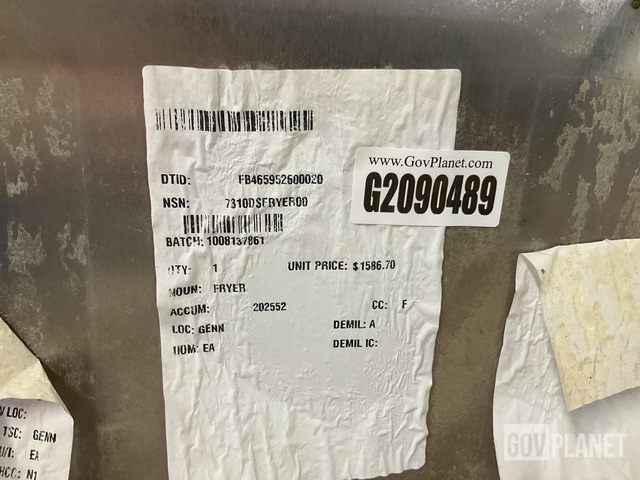 www.GovPlanet.com
G2090489
DTID: FB465952600020
NSN: 7310DSFRYER00
BATCH: 1008137861
QTY: 1 UNIT PRICE: $1586.70
NOUN: FRYER
ACCUM: 202552 CC: F
LOC: GENN DEMIL: A
UOM: EA DEMIL IC:
LOC:
TSC: GENN
U/I: EA
HCC: N1
GOVPLANET